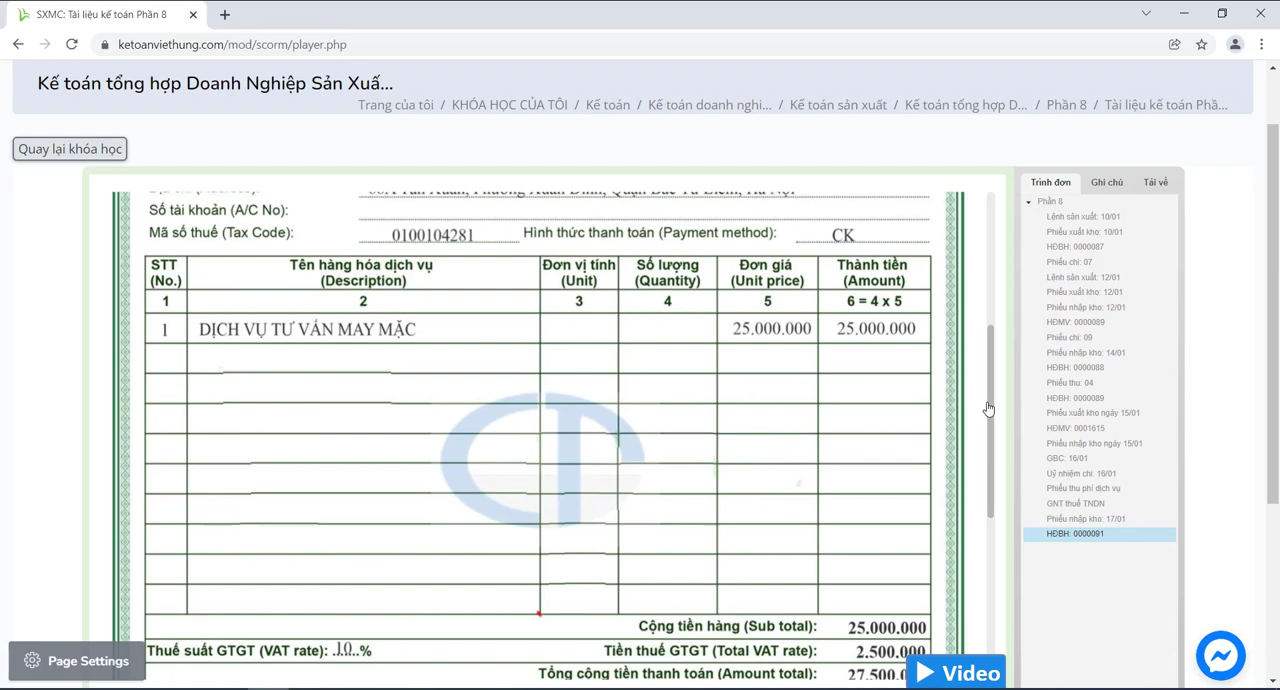 SXMC: Tài liệu kế toán Phần 8
ketoanviethung.com/mod/scorm/player.php
Kế toán tổng hợp Doanh Nghiệp Sản Xuấ...
Trang của tôi / KHÓA HỌC CỦA TÔI / Kế toán / Kế toán doanh nghi... / Kế toán sản xuất / Kế toán tổng hợp D... / Phần 8 / Tài liệu kế toán Phầ...
Quay lại khóa học
Số tài khoản (A/C No):
Mã số thuế (Tax Code): 0100104281 Hình thức thanh toán (Payment method): CK
STT Tên hàng hóa dịch vụ Đơn vị tính Số lượng Đơn giá Thành tiền
(No.) (Description) (Unit) (Quantity) (Unit price) (Amount)
1 2 3 4 5 6 = 4 x 5
1 DỊCH VỤ TƯ VẤN MAY MẶC 25.000.000 25.000.000
Cộng tiền hàng (Sub total): 25.000.000
Thuế suất GTGT (VAT rate): .10..% Tiền thuế GTGT (Total VAT rate): 2.500.000
Tổng cộng tiền thanh toán (Amount total): 27.500.0
Page Settings
Video
Trình đơn Ghi chú Tải về
Phần 8
Lệnh sản xuất: 10/01
Phiếu xuất kho: 10/01
HĐBH: 0000087
Phiếu chi: 07
Lệnh sản xuất: 12/01
Phiếu xuất kho: 12/01
Phiếu nhập kho: 12/01
HĐMV: 0000089
Phiếu chi: 09
Phiếu nhập kho: 14/01
HĐBH: 0000088
Phiếu thu: 04
HĐBH: 0000089
Phiếu xuất kho ngày 15/01
HĐMV: 0001615
Phiếu nhập kho ngày 15/01
GBC: 16/01
Uỷ nhiệm chi: 16/01
Phiếu thu phí dịch vụ
GNT thuế TNDN
Phiếu nhập kho: 17/01
HĐBH: 0000091